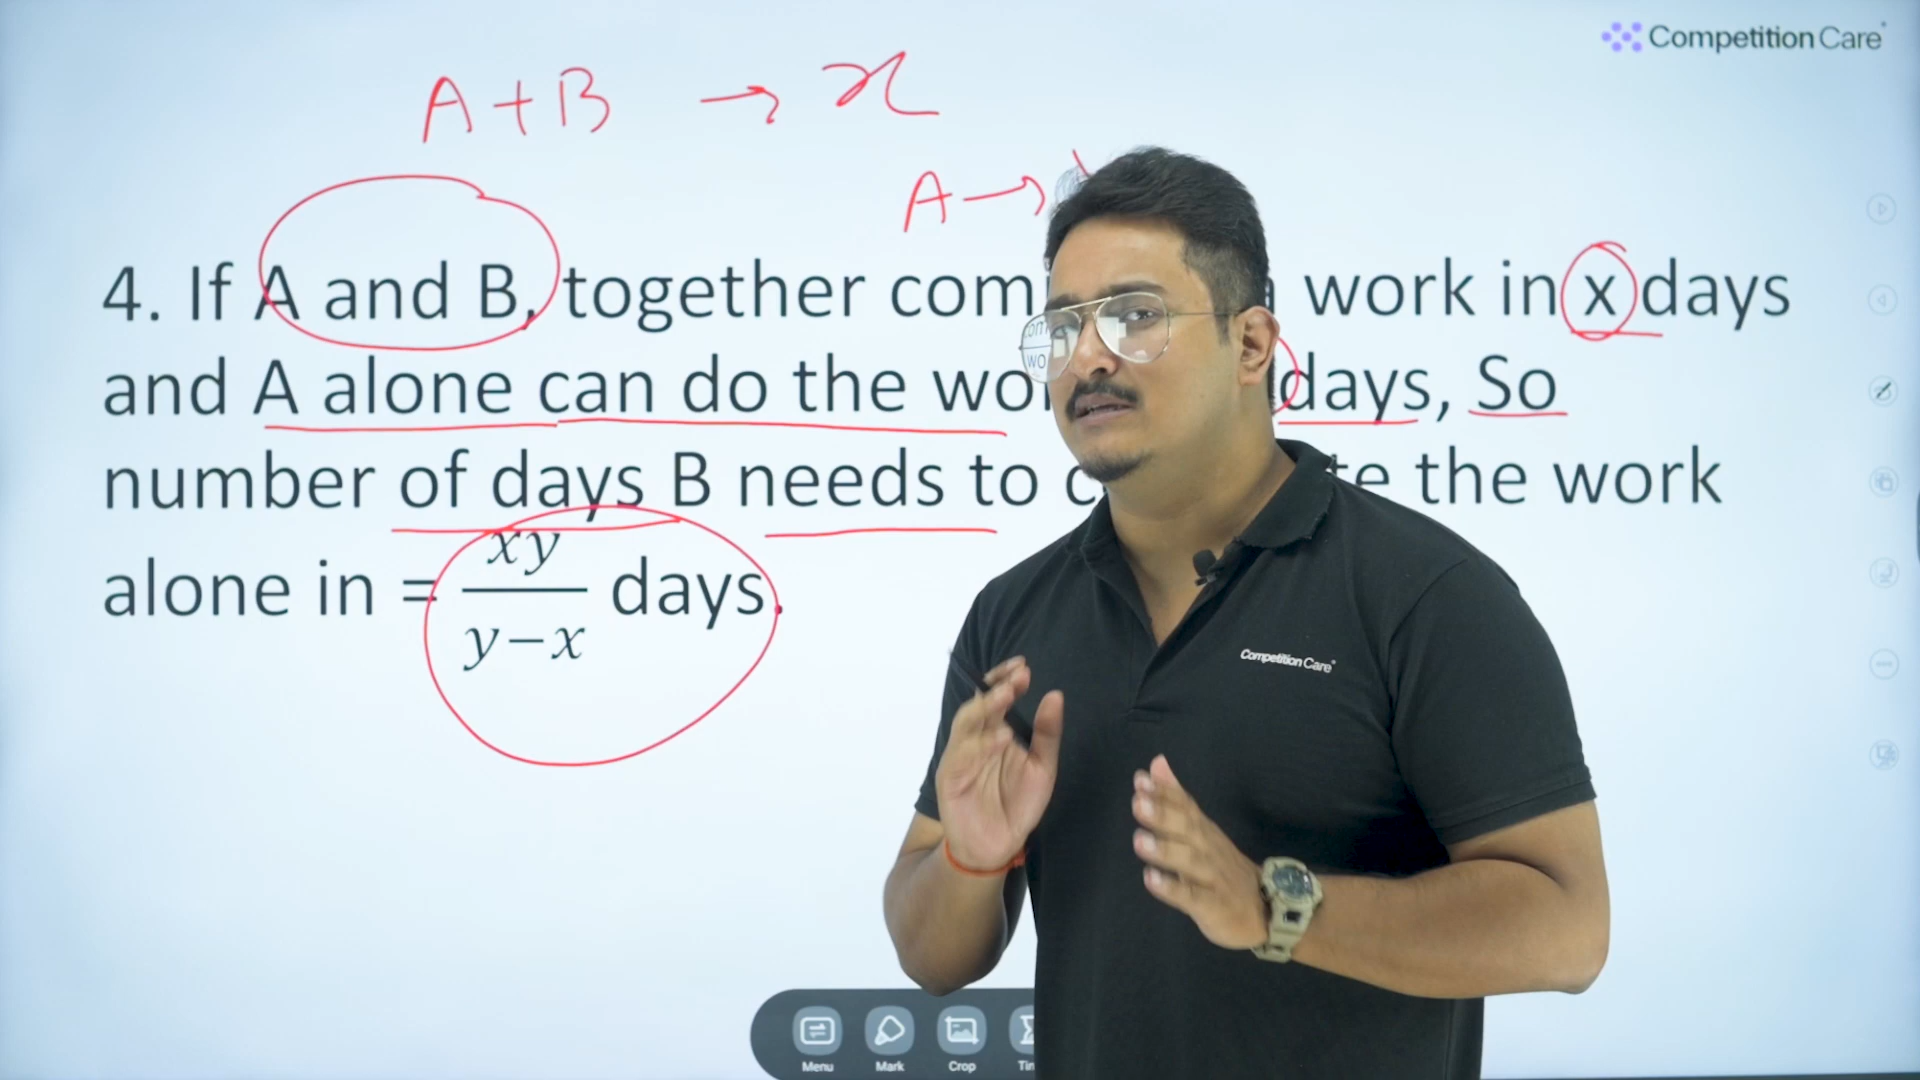 Competition Care
A+B → x
A →
4. If A and B, together com work in x days
and A alone can do the wo days, So
number of days B needs to c te the work
alone in = xy / y−x days.
Competition Care
Menu Mark Crop